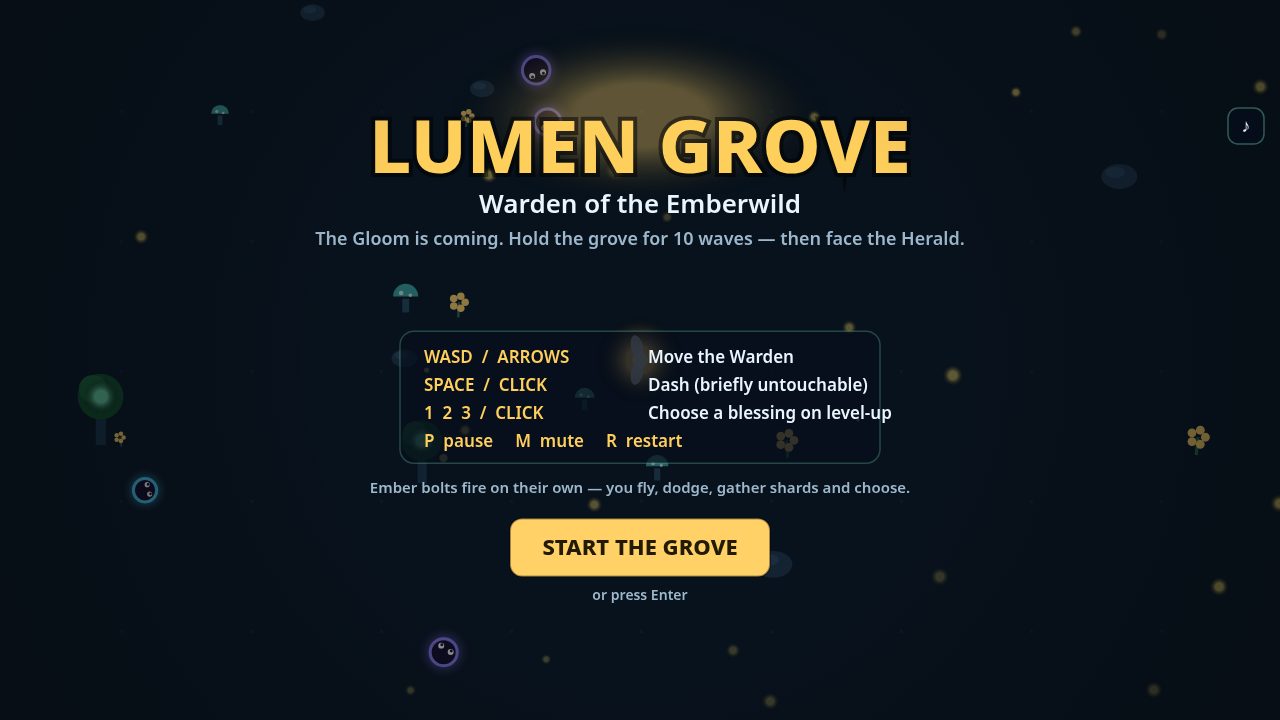 LUMEN GROVE
Warden of the Emberwild
The Gloom is coming. Hold the grove for 10 waves — then face the Herald.
♪
WASD / ARROWS Move the Warden
SPACE / CLICK Dash (briefly untouchable)
1 2 3 / CLICK Choose a blessing on level-up
P pause M mute R restart
Ember bolts fire on their own — you fly, dodge, gather shards and choose.
START THE GROVE
or press Enter